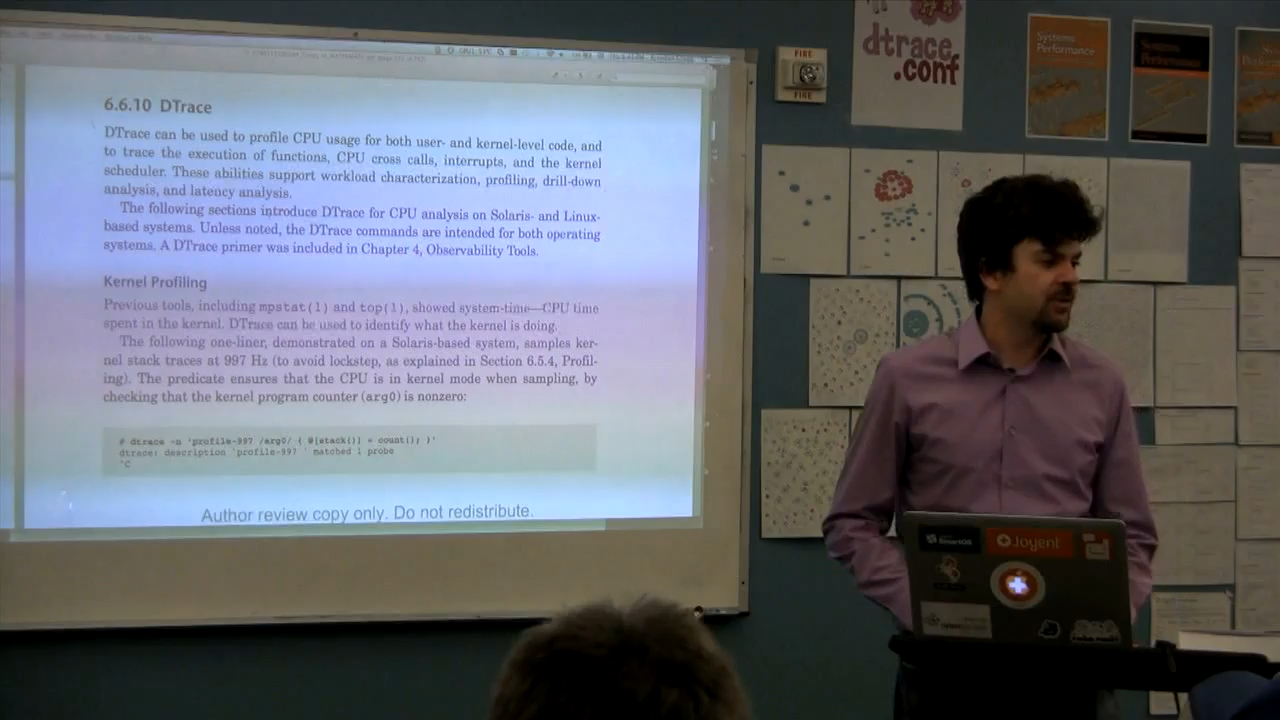 6.6.10 DTrace
DTrace can be used to profile CPU usage for both user- and kernel-level code, and
to trace the execution of functions, CPU cross calls, interrupts, and the kernel
scheduler. These abilities support workload characterization, profiling, drill-down
analysis, and latency analysis.
The following sections introduce DTrace for CPU analysis on Solaris- and Linux-
based systems. Unless noted, the DTrace commands are intended for both operating
systems. A DTrace primer was included in Chapter 4, Observability Tools.
Kernel Profiling
Previous tools, including mpstat(1) and top(1), showed system-time—CPU time
spent in the kernel. DTrace can be used to identify what the kernel is doing.
The following one-liner, demonstrated on a Solaris-based system, samples ker-
nel stack traces at 997 Hz (to avoid lockstep, as explained in Section 6.5.4, Profil-
ing). The predicate ensures that the CPU is in kernel mode when sampling, by
checking that the kernel program counter (arg0) is nonzero:
# dtrace -n 'profile-997 /arg0/ { @[stack()] = count(); }'
dtrace: description 'profile-997 ' matched 1 probe
^C
Author review copy only. Do not redistribute.
FIRE
FIRE
dtrace
.conf
Systems
Performance
Systems
Performance
SmartOS
Joyent